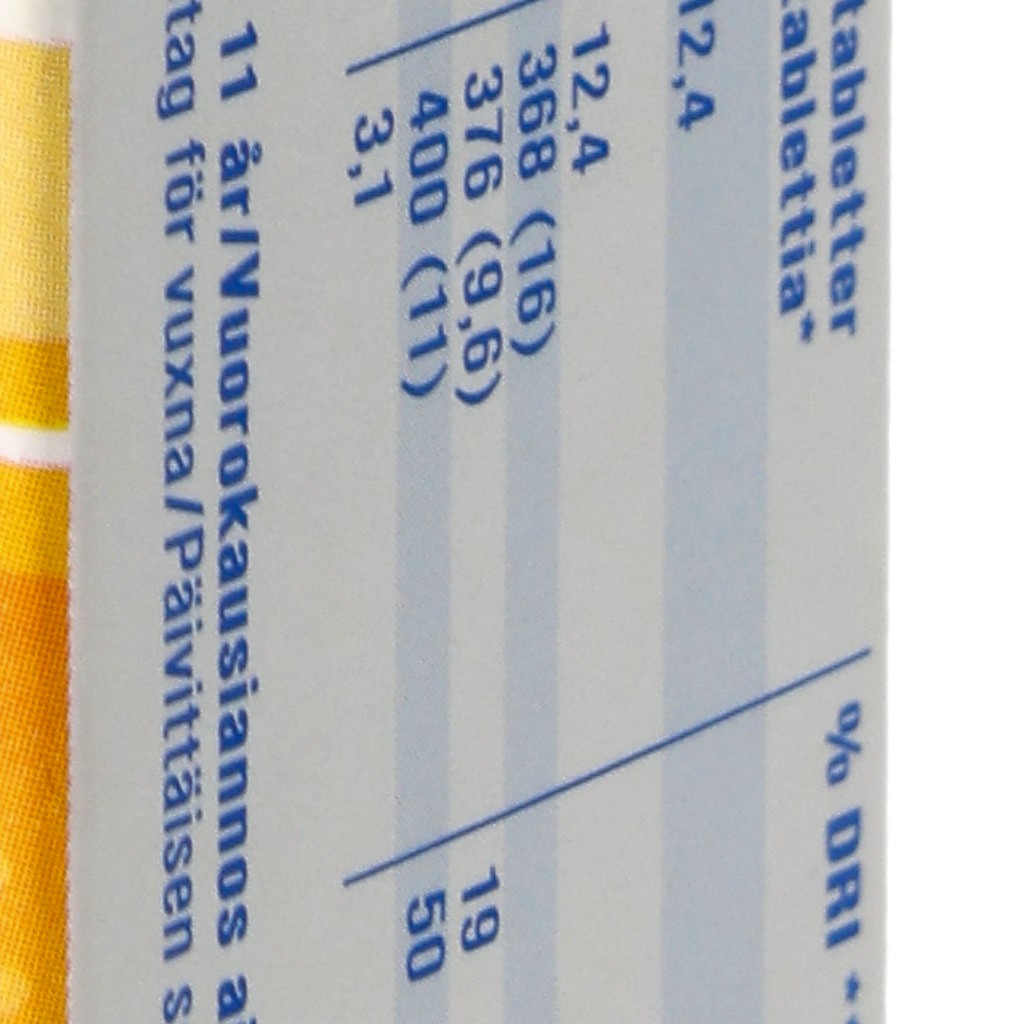 tabletter % DRI
tablettia*
12,4
12,4
368 (16)
376 (9,6) 19
400 (11) 50
3,1
11 år/Vuorokausiannos
tag för vuxna/Päivittäisen